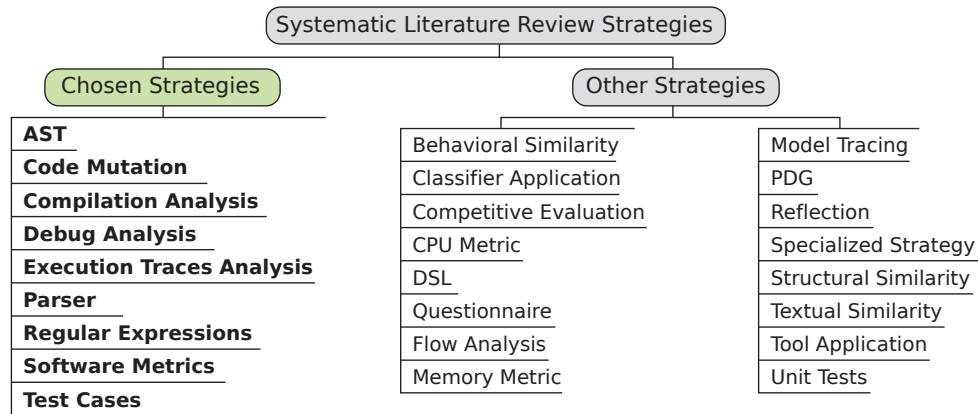 Systematic Literature Review Strategies
Chosen Strategies
Other Strategies
AST
Code Mutation
Compilation Analysis
Debug Analysis
Execution Traces Analysis
Parser
Regular Expressions
Software Metrics
Test Cases
Behavioral Similarity
Classifier Application
Competitive Evaluation
CPU Metric
DSL
Questionnaire
Flow Analysis
Memory Metric
Model Tracing
PDG
Reflection
Specialized Strategy
Structural Similarity
Textual Similarity
Tool Application
Unit Tests